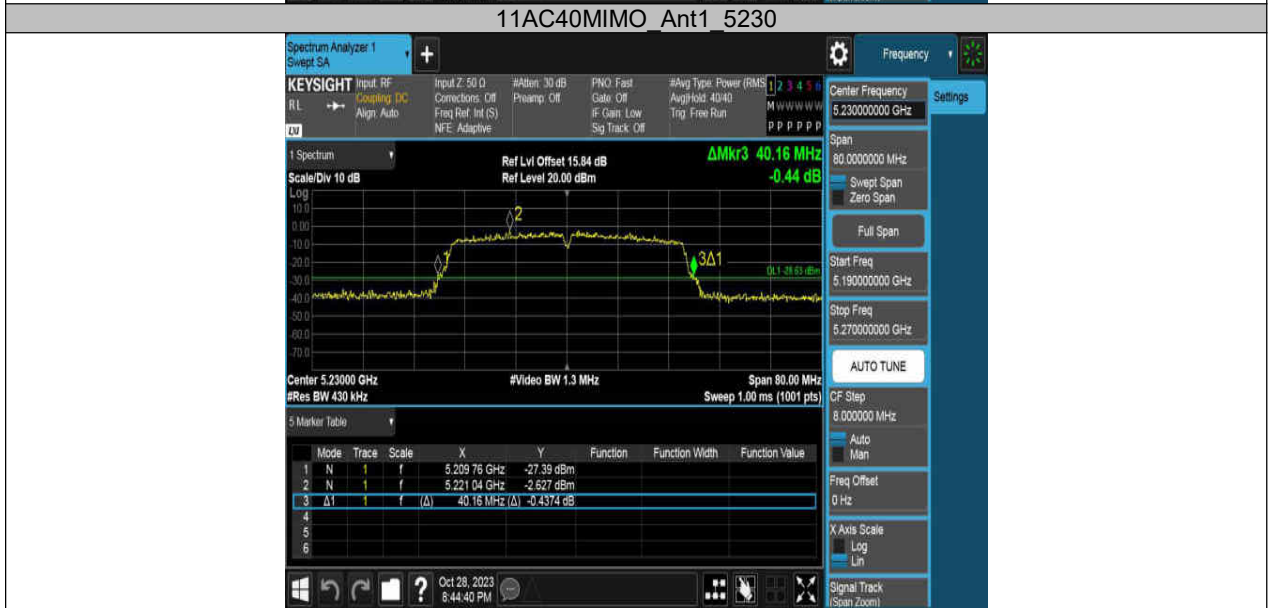 11AC40MIMO_Ant1_5230
Spectrum Analyzer 1
Swept SA
+
Frequency
KEYSIGHT Input: RF
RL
Coupling: DC
Align: Auto
Input Z: 50 Ω
Corrections: Off
Freq Ref: Int (S)
NFE: Adaptive
#Atten: 30 dB
Preamp: Off
PNO: Fast
Gate: Off
IF Gain: Low
Sig Track: Off
#Avg Type: Power (RMS
Avg|Hold: 40/40
Trig: Free Run
1 2 3 4 5 6
M W W W W W
P P P P P P
1 Spectrum
Scale/Div 10 dB
Log
Ref Lvl Offset 15.84 dB
Ref Level 20.00 dBm
ΔMkr3 40.16 MHz
-0.44 dB
10.0
0.00
-10.0
-20.0
-30.0
-40.0
-50.0
-60.0
-70.0
1
2
3Δ1
DL1 -28.63 dBm
Center 5.23000 GHz
#Video BW 1.3 MHz
Span 80.00 MHz
#Res BW 430 kHz
Sweep 1.00 ms (1001 pts)
5 Marker Table
Mode Trace Scale X Y Function Function Width Function Value
1 N 1 f 5.209 76 GHz -27.39 dBm
2 N 1 f 5.221 04 GHz -2.627 dBm
3 Δ1 1 f (Δ) 40.16 MHz (Δ) -0.4374 dB
4
5
6
?
Oct 28, 2023
8:44:40 PM
Center Frequency
5.230000000 GHz
Settings
Span
80.0000000 MHz
Swept Span
Zero Span
Full Span
Start Freq
5.190000000 GHz
Stop Freq
5.270000000 GHz
AUTO TUNE
CF Step
8.000000 MHz
Auto
Man
Freq Offset
0 Hz
X Axis Scale
Log
Lin
Signal Track
(Span Zoom)